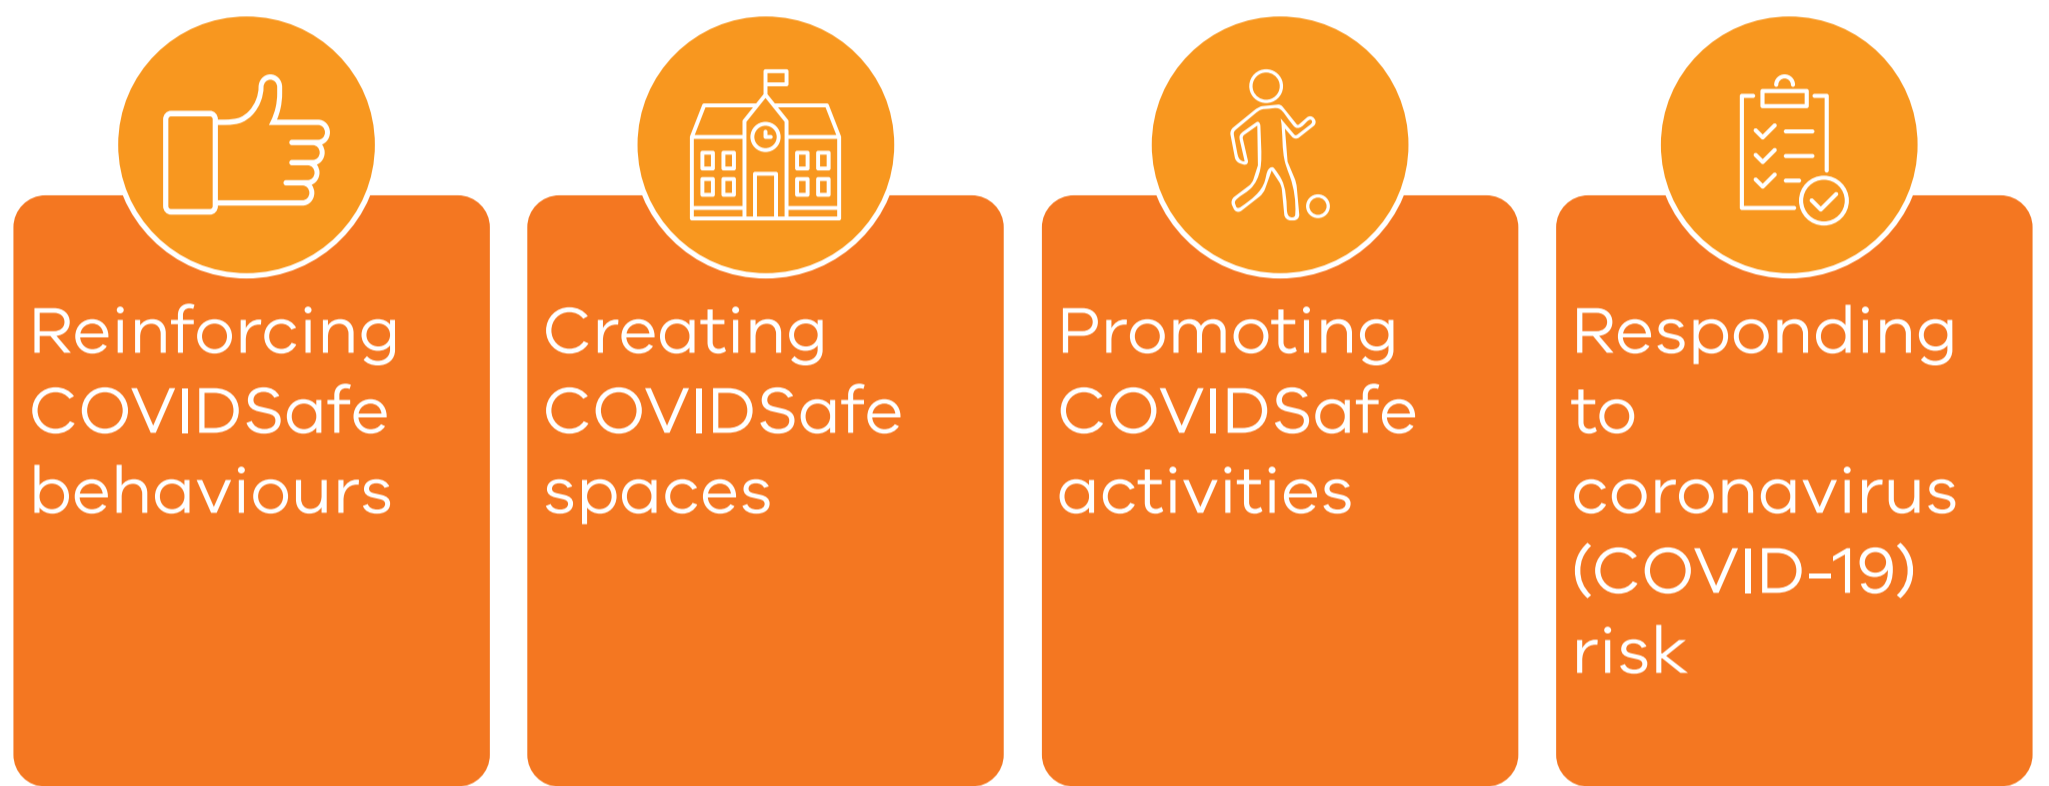 Reinforcing
COVIDSafe
behaviours
Creating
COVIDSafe
spaces
Promoting
COVIDSafe
activities
Responding
to
coronavirus
(COVID-19)
risk